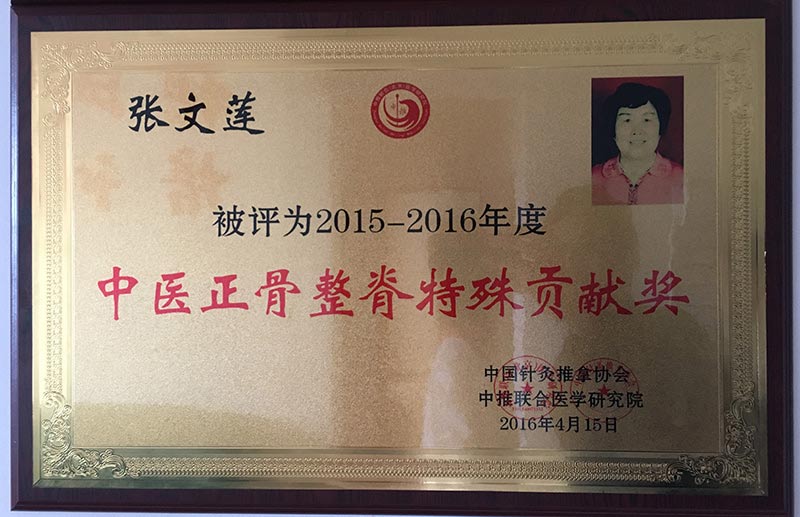 张文莲
被评为2015-2016年度
中医正骨整脊特殊贡献奖
中国针灸推拿协会
中推联合医学研究院
2016年4月15日